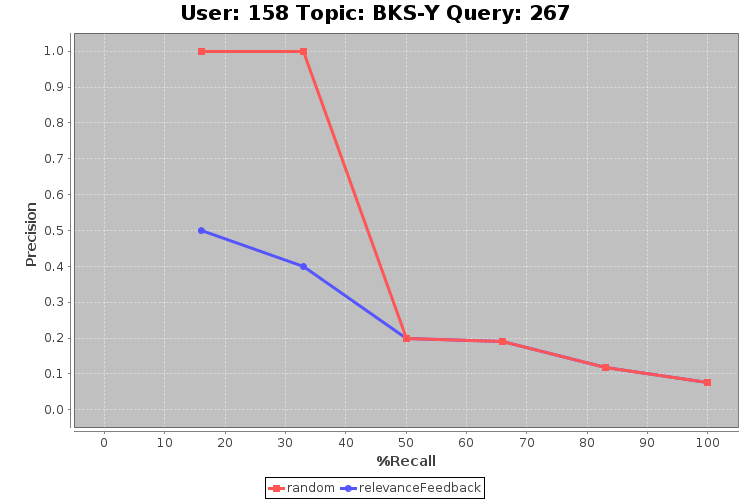 User: 158 Topic: BKS-Y Query: 267
1.0
0.9
0.8
0.7
0.6
0.5
0.4
0.3
0.2
0.1
0.0
Precision
0 10 20 30 40 50 60 70 80 90 100
%Recall
random relevanceFeedback